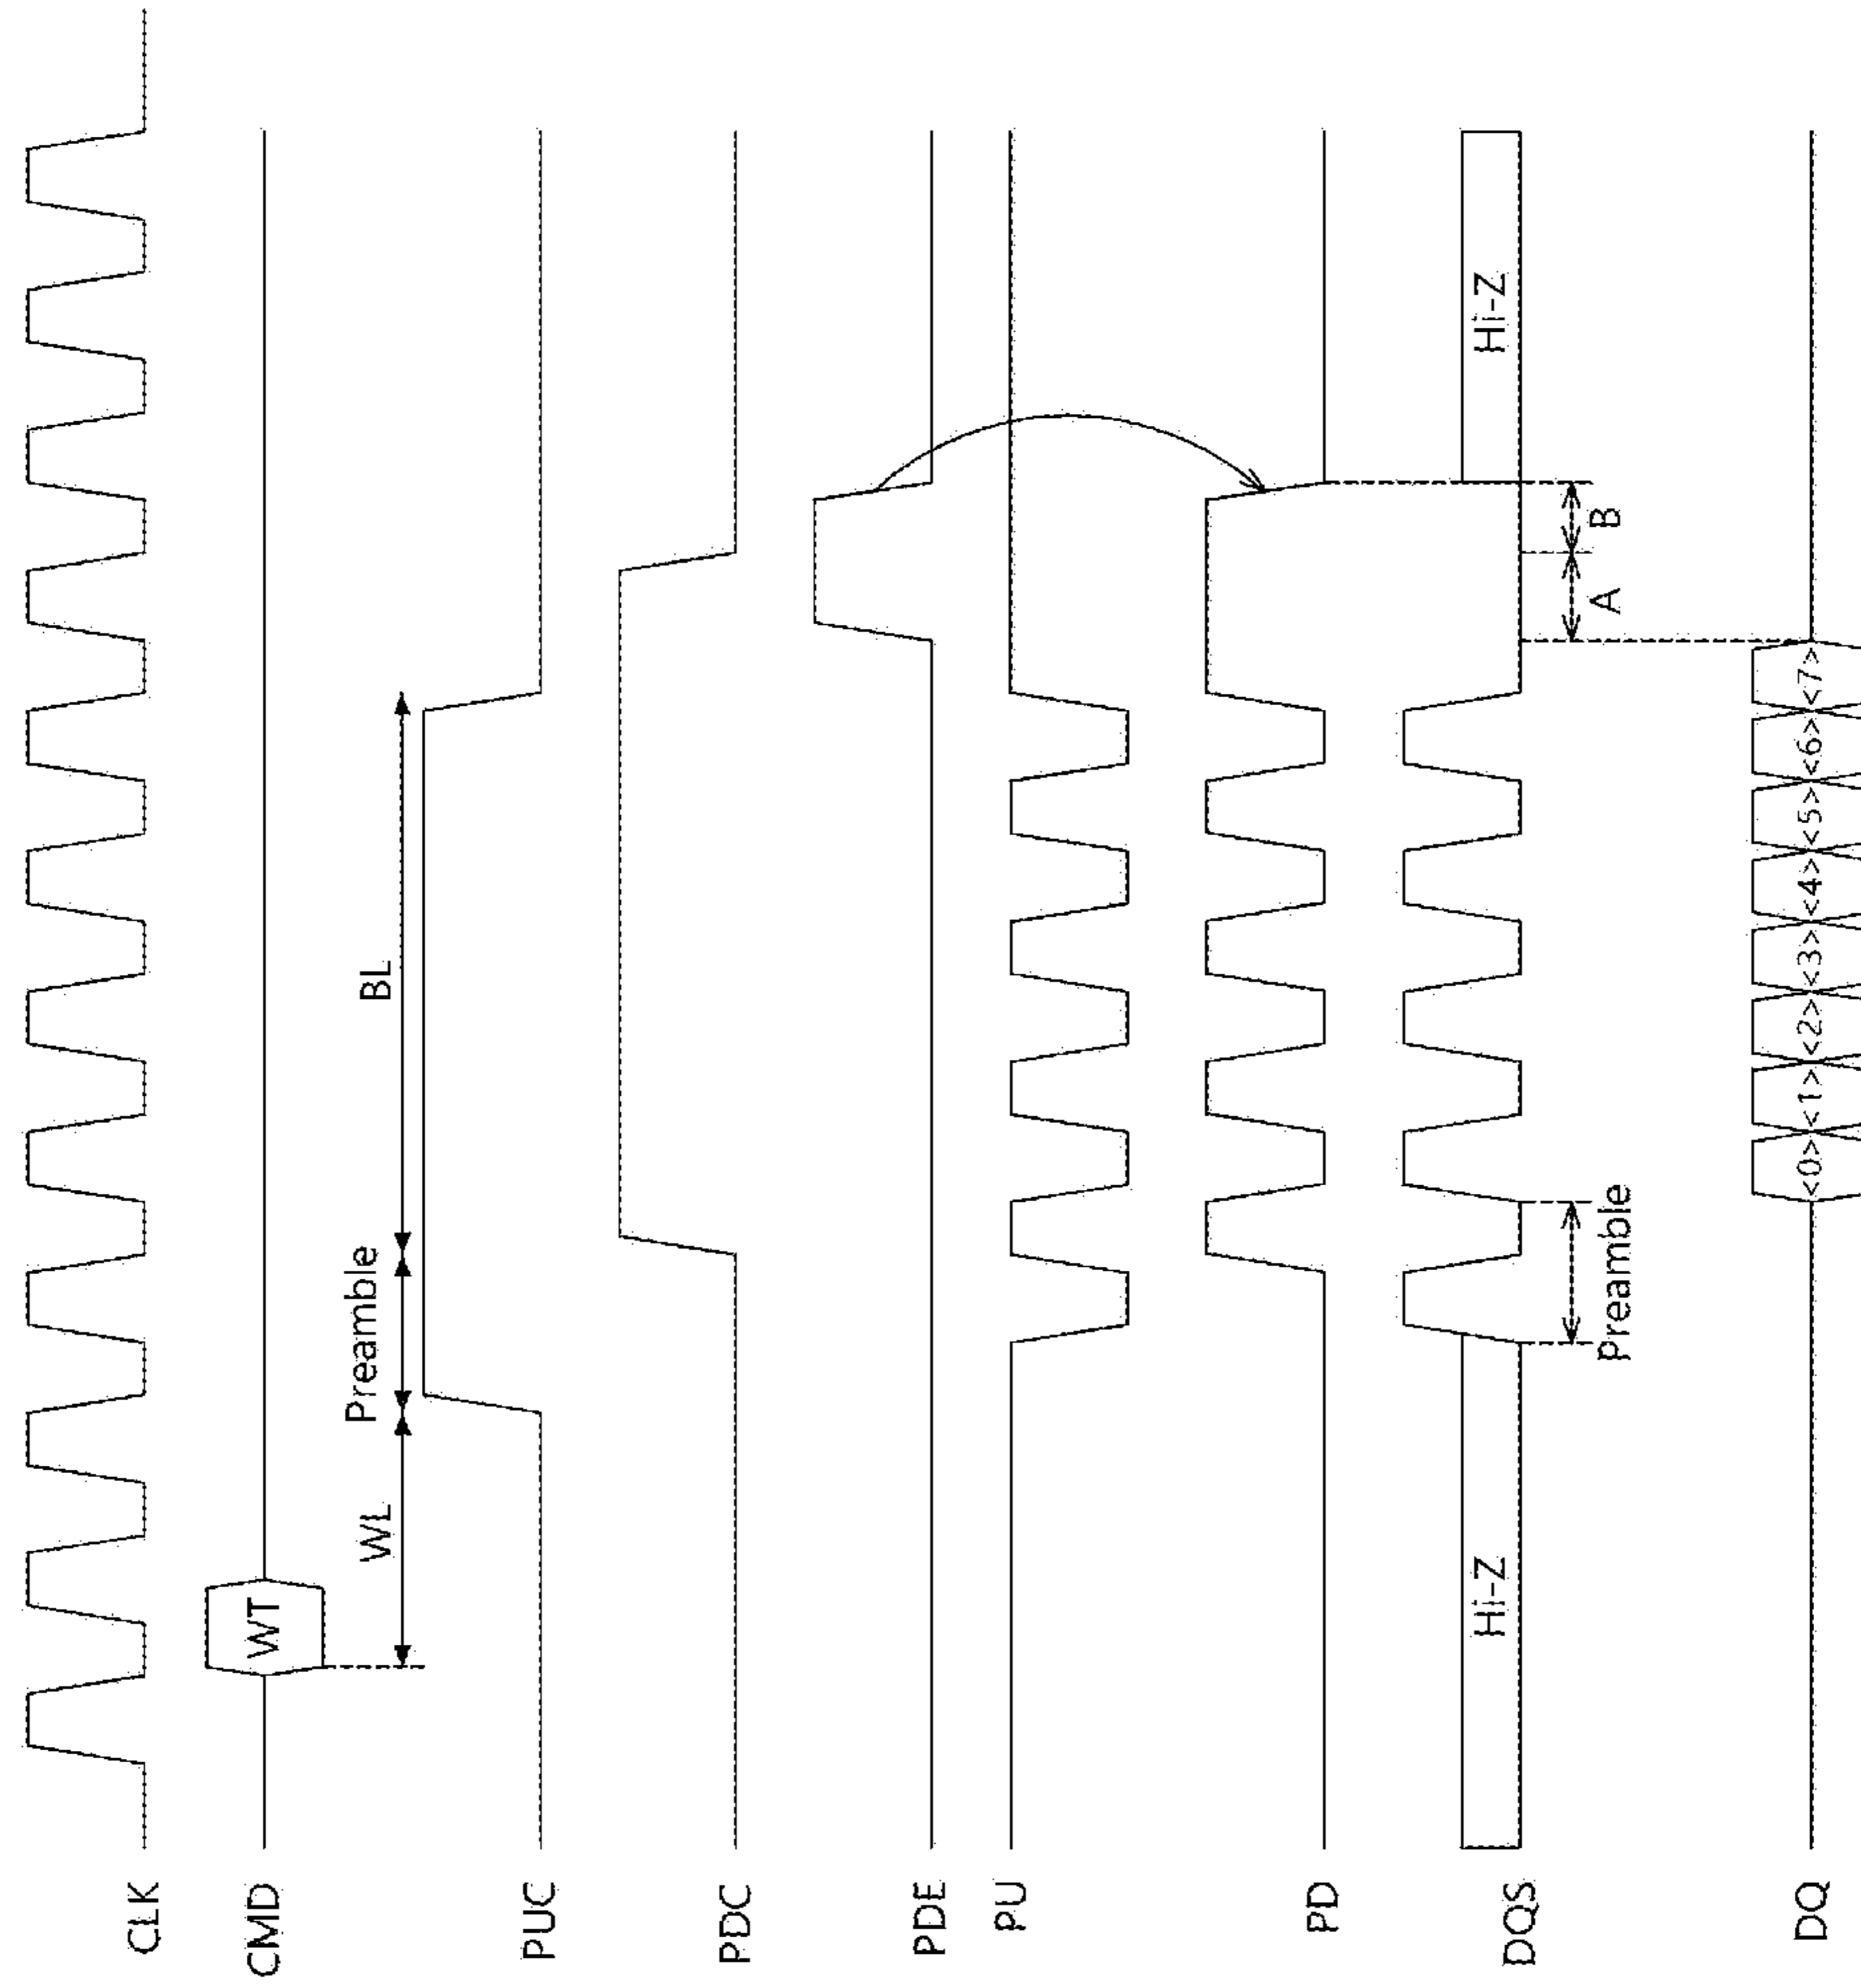 CLK
CMD
WT
WL
Preamble
BL
PUC
PDC
PDE
PU
PD
DQS
Hi-Z
Preamble
A
B
Hi-Z
DQ
<0> <1> <2> <3> <4> <5> <6> <7>